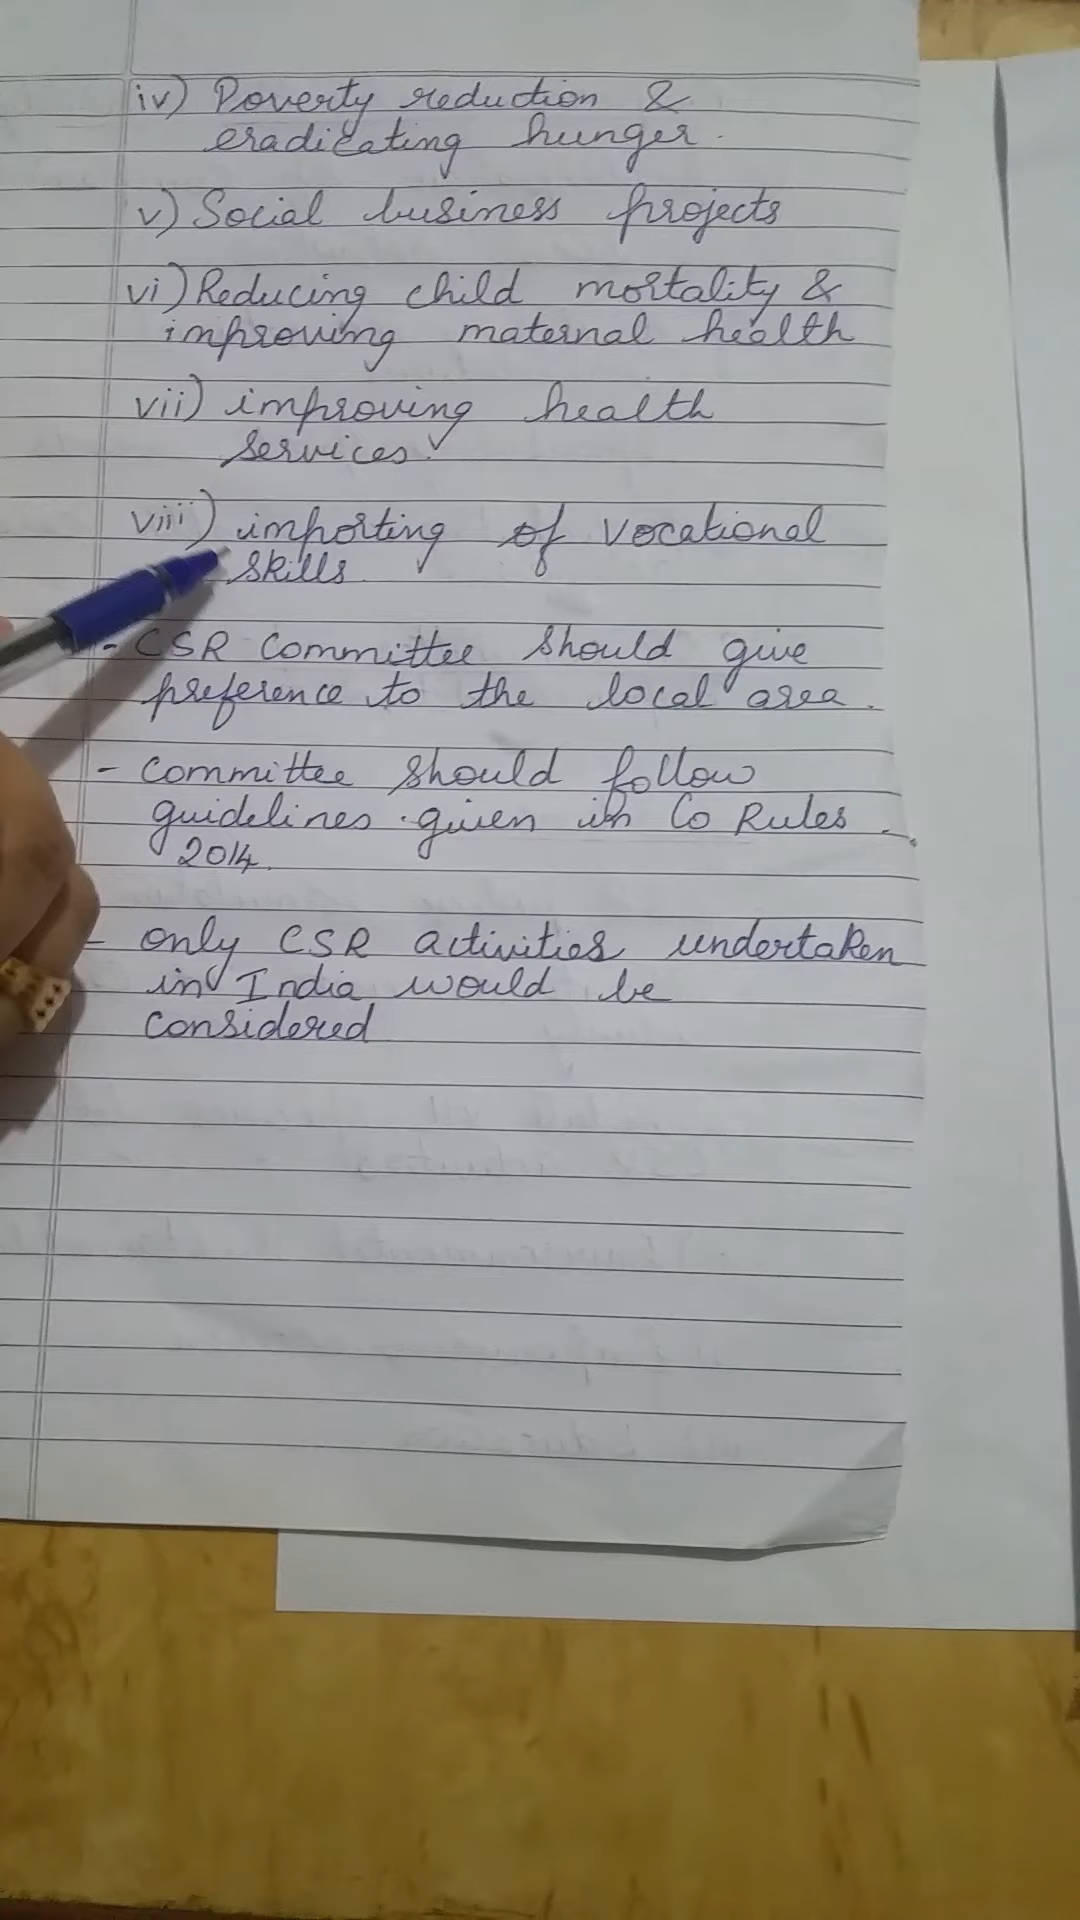 iv) Poverty reduction &
eradicating hunger.
v) Social business projects
vi) Reducing child mortality &
improving maternal health
vii) improving health
services.
viii) importing of vocational
skills.
- CSR Committee should give
preference to the local area.
- committee should follow
guidelines given in Co Rules.
2014.
- only CSR activities undertaken
in India would be
considered